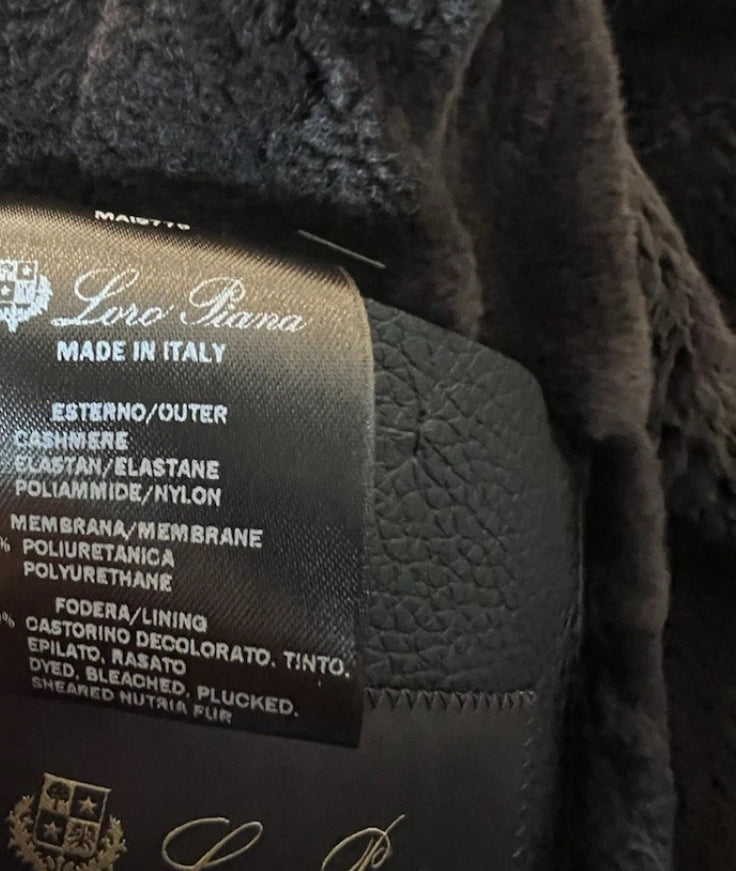 Loro Piana
MADE IN ITALY
ESTERNO/OUTER
CASHMERE
ELASTAN/ELASTANE
POLIAMMIDE/NYLON
MEMBRANA/MEMBRANE
% POLIURETANICA
POLYURETHANE
FODERA/LINING
% CASTORINO DECOLORATO, TINTO,
EPILATO, RASATO
DYED, BLEACHED, PLUCKED,
SHEARED NUTRIA FUR
L P